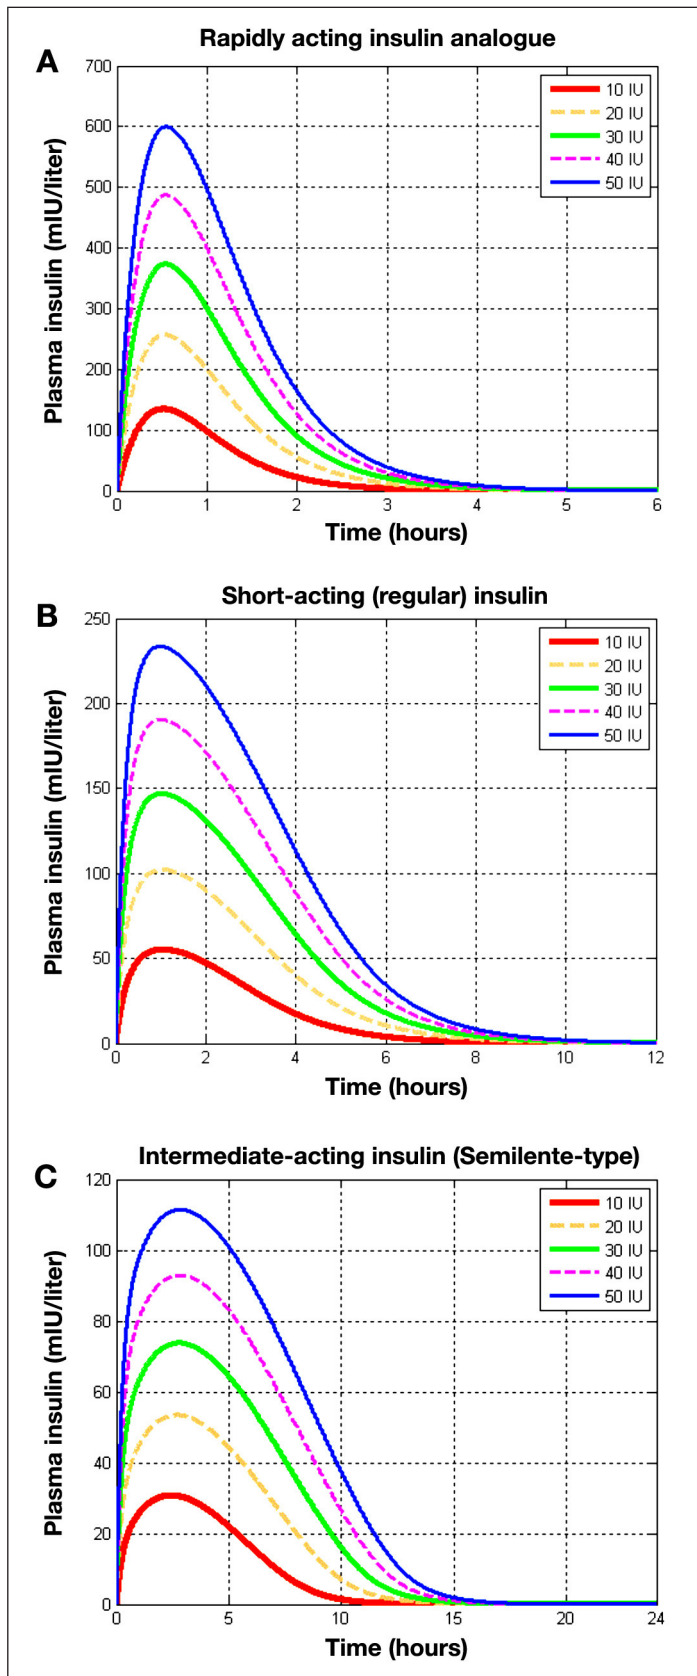 A
Rapidly acting insulin analogue
700
600
500
400
300
200
100
0
Plasma insulin (mIU/liter)
10 IU
20 IU
30 IU
40 IU
50 IU
0 1 2 3 4 5 6
Time (hours)
B
Short-acting (regular) insulin
250
200
150
100
50
0
Plasma insulin (mIU/liter)
10 IU
20 IU
30 IU
40 IU
50 IU
0 2 4 6 8 10 12
Time (hours)
C
Intermediate-acting insulin (Semilente-type)
120
100
80
60
40
20
0
Plasma insulin (mIU/liter)
10 IU
20 IU
30 IU
40 IU
50 IU
0 5 10 15 20 24
Time (hours)